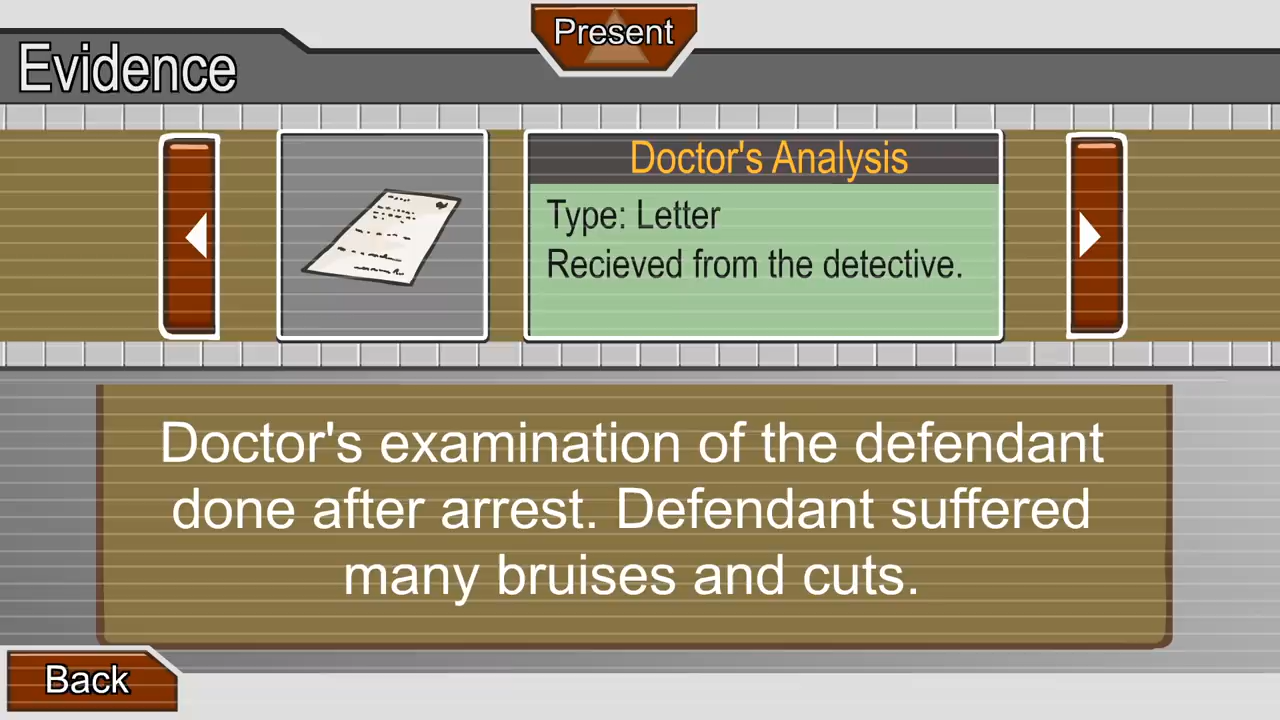 Present
Evidence
Doctor's Analysis
Type: Letter
Recieved from the detective.
Doctor's examination of the defendant
done after arrest. Defendant suffered
many bruises and cuts.
Back